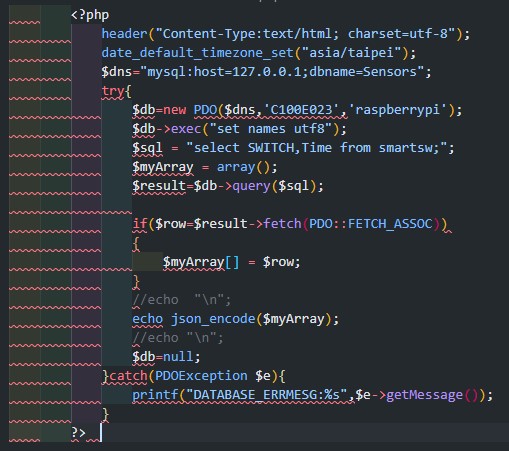 <?php
header("Content-Type:text/html; charset=utf-8");
date_default_timezone_set("asia/taipei");
$dns="mysql:host=127.0.0.1;dbname=Sensors";
try{
$db=new PDO($dns,'C100E023','raspberrypi');
$db->exec("set names utf8");
$sql = "select SWITCH,Time from smartsw;";
$myArray = array();
$result=$db->query($sql);
if($row=$result->fetch(PDO::FETCH_ASSOC))
{
$myArray[] = $row;
}
//echo  "\n";
echo json_encode($myArray);
//echo "\n";
$db=null;
}catch(PDOException $e){
printf("DATABASE_ERRMESG:%s",$e->getMessage());
}
?>